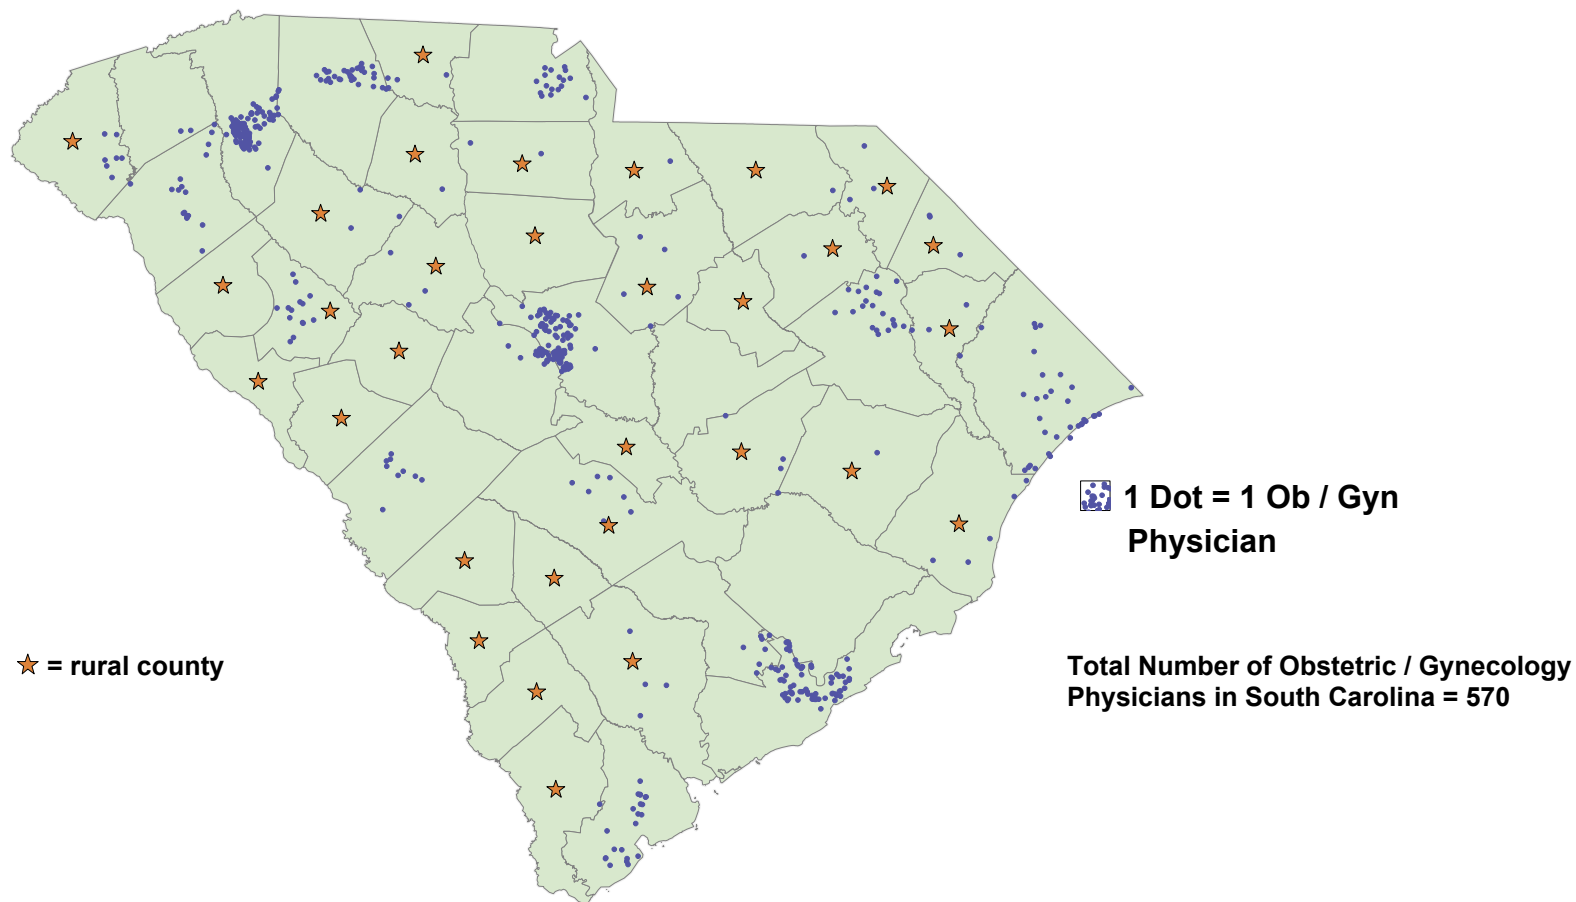 1 Dot = 1 Ob / Gyn
Physician
= rural county
Total Number of Obstetric / Gynecology
Physicians in South Carolina = 570